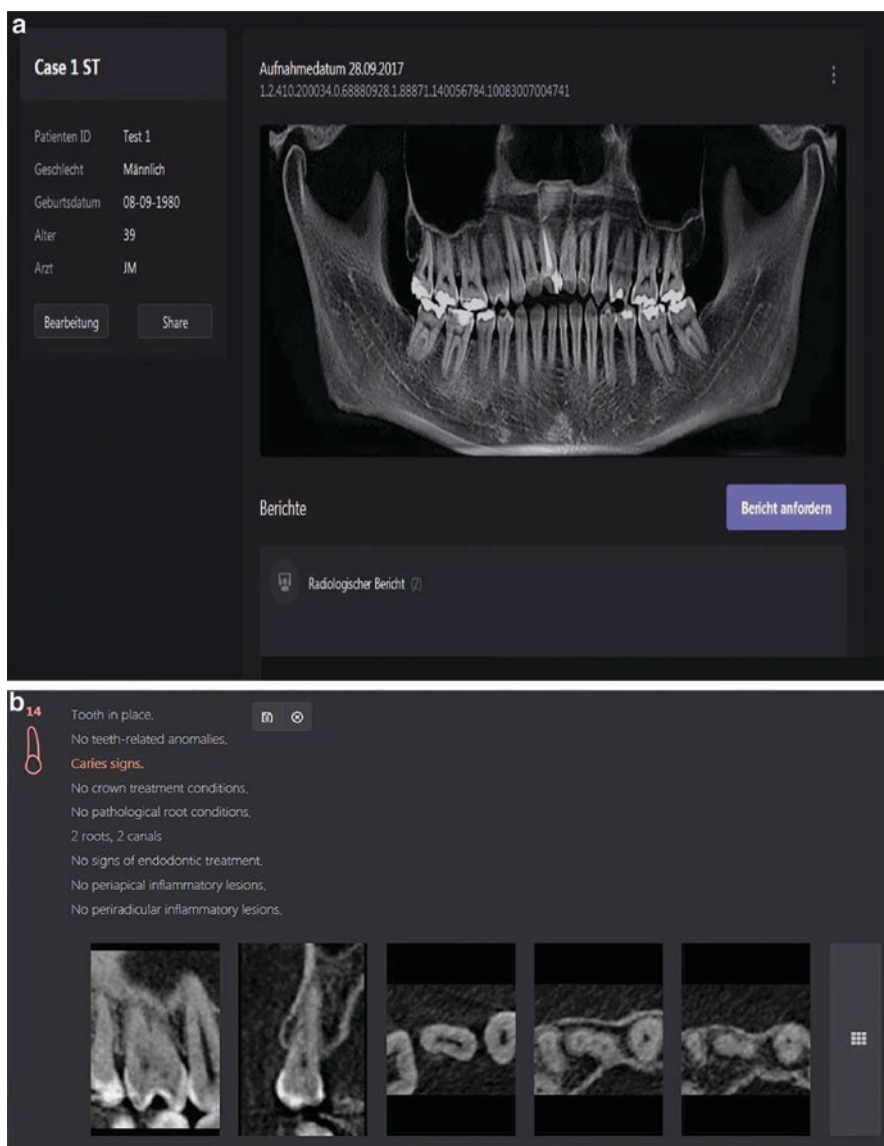 a
Case 1 ST
Patienten ID Test 1
Geschlecht Männlich
Geburtsdatum 08-09-1980
Alter 39
Arzt JM
Bearbeitung Share
Aufnahmedatum 28.09.2017
1.2.410.200034.0.68880928.1.88871.140056784.10083007004741
Berichte
Bericht anfordern
Radiologischer Bericht (2)
b
14
Tooth in place.
No teeth-related anomalies.
Caries signs.
No crown treatment conditions.
No pathological root conditions.
2 roots, 2 canals
No signs of endodontic treatment.
No periapical inflammatory lesions.
No periradicular inflammatory lesions.